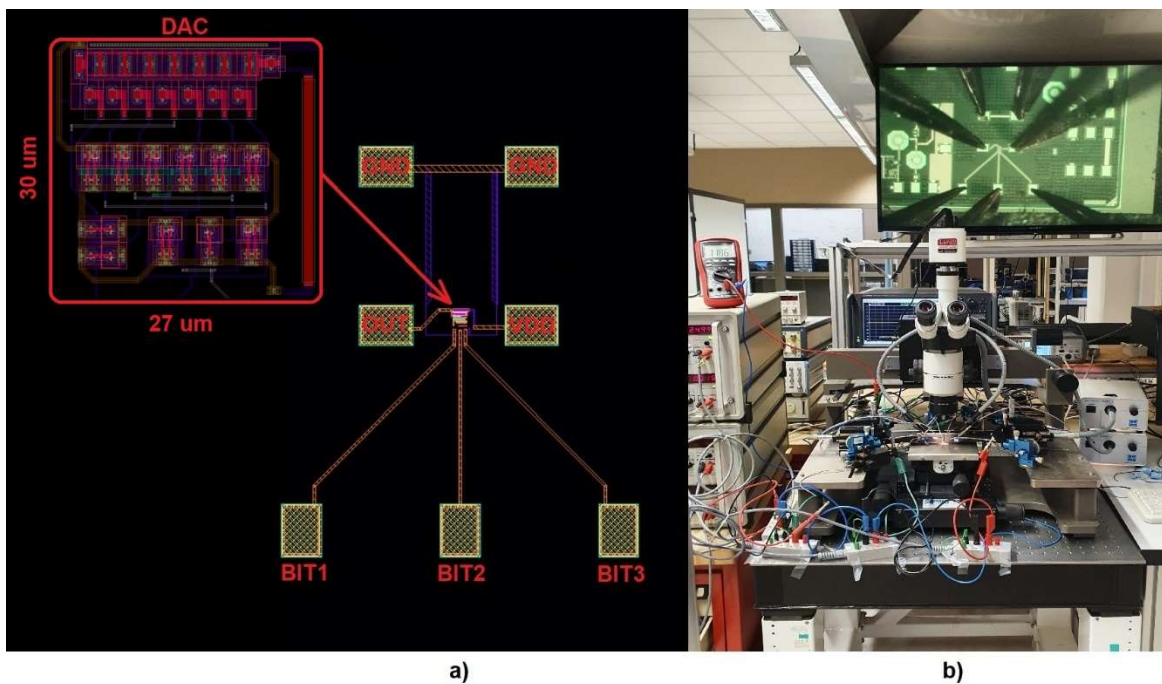 DAC
30 um
27 um
GND GND
OUT VDD
BIT1 BIT2 BIT3
a) b)